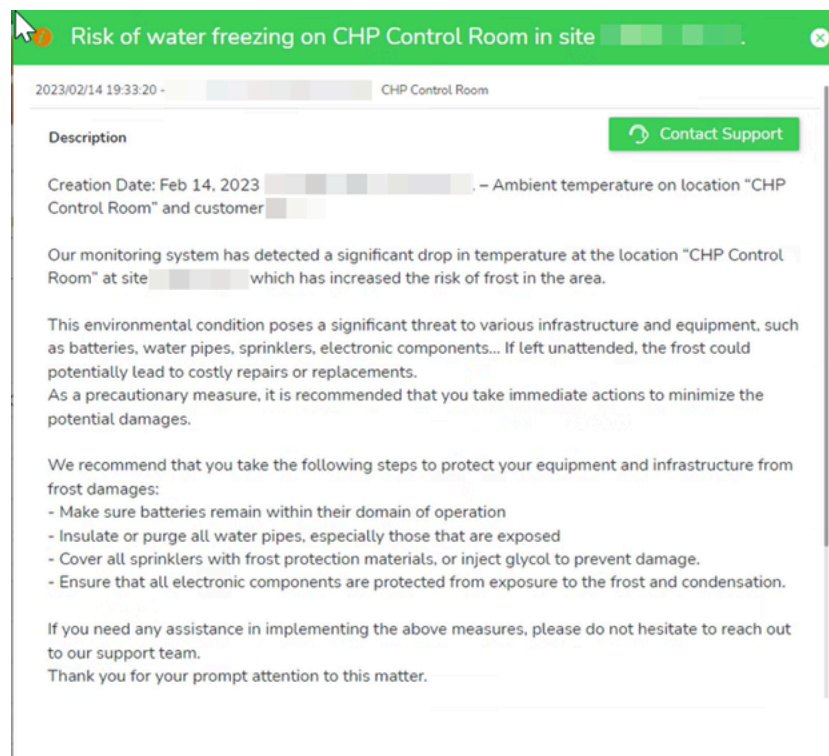 Risk of water freezing on CHP Control Room in site .
2023/02/14 19:33:20 - CHP Control Room
Description
Contact Support
Creation Date: Feb 14, 2023 . – Ambient temperature on location “CHP
Control Room” and customer
Our monitoring system has detected a significant drop in temperature at the location “CHP Control
Room” at site which has increased the risk of frost in the area.
This environmental condition poses a significant threat to various infrastructure and equipment, such
as batteries, water pipes, sprinklers, electronic components... If left unattended, the frost could
potentially lead to costly repairs or replacements.
As a precautionary measure, it is recommended that you take immediate actions to minimize the
potential damages.
We recommend that you take the following steps to protect your equipment and infrastructure from
frost damages:
- Make sure batteries remain within their domain of operation
- Insulate or purge all water pipes, especially those that are exposed
- Cover all sprinklers with frost protection materials, or inject glycol to prevent damage.
- Ensure that all electronic components are protected from exposure to the frost and condensation.
If you need any assistance in implementing the above measures, please do not hesitate to reach out
to our support team.
Thank you for your prompt attention to this matter.